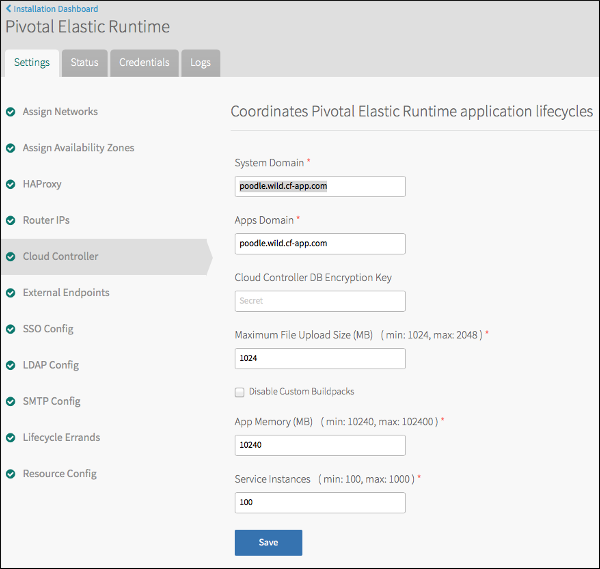 Installation Dashboard
Pivotal Elastic Runtime
Settings Status Credentials Logs
Assign Networks
Assign Availability Zones
HAProxy
Router IPs
Cloud Controller
External Endpoints
SSO Config
LDAP Config
SMTP Config
Lifecycle Errands
Resource Config
Coordinates Pivotal Elastic Runtime application lifecycles
System Domain *
poodle.wild.cf-app.com
Apps Domain *
poodle.wild.cf-app.com
Cloud Controller DB Encryption Key
Secret
Maximum File Upload Size (MB) ( min: 1024, max: 2048 ) *
1024
Disable Custom Buildpacks
App Memory (MB) ( min: 10240, max: 102400 ) *
10240
Service Instances ( min: 100, max: 1000 ) *
100
Save